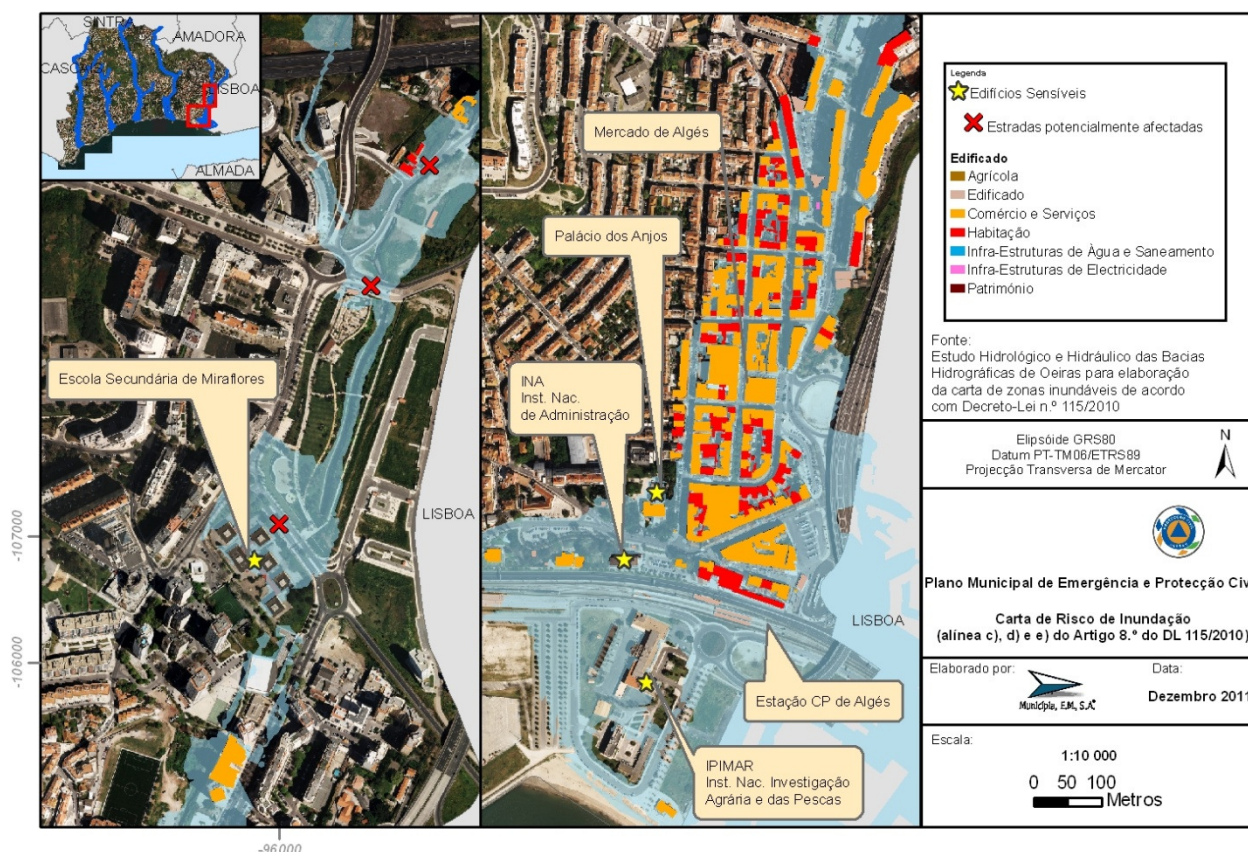 SINTRA
AMADORA
CASCAIS
LISBOA
ALMADA
Escola Secundária de Miraflores
LISBOA
-107000
-106000
-96000
Mercado de Algés
Palácio dos Anjos
INA
Inst. Nac.
de Administração
LISBOA
Estação CP de Algés
IPIMAR
Inst. Nac. Investigação
Agrária e das Pescas
Legenda
Edifícios Sensíveis
Estradas potencialmente afectadas
Edificado
Agrícola
Edificado
Comércio e Serviços
Habitação
Infra-Estruturas de Àgua e Saneamento
Infra-Estruturas de Electricidade
Património
Fonte:
Estudo Hidrológico e Hidráulico das Bacias
Hidrográficas de Oeiras para elaboração
da carta de zonas inundáveis de acordo
com Decreto-Lei n.º 115/2010
Elipsóide GRS80
Datum PT-TM06/ETRS89
Projecção Transversa de Mercator
N
Plano Municipal de Emergência e Protecção Civ
Carta de Risco de Inundação
(alínea c), d) e e) do Artigo 8.º do DL 115/2010)
Elaborado por:
Data:
Municípia, E.M., S.A.
Dezembro 2011
Escala:
1:10 000
0 50 100
Metros